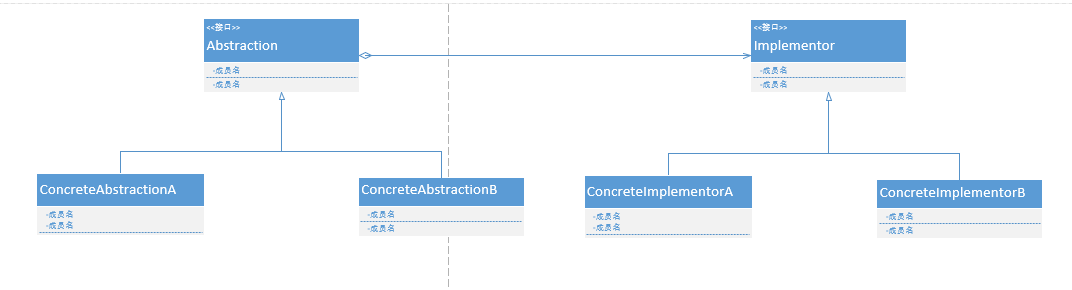 <<接口>>
Abstraction
-成员名
-成员名
<<接口>>
Implementor
-成员名
-成员名
ConcreteAbstractionA
-成员名
-成员名
ConcreteAbstractionB
-成员名
-成员名
ConcreteImplementorA
-成员名
-成员名
ConcreteImplementorB
-成员名
-成员名